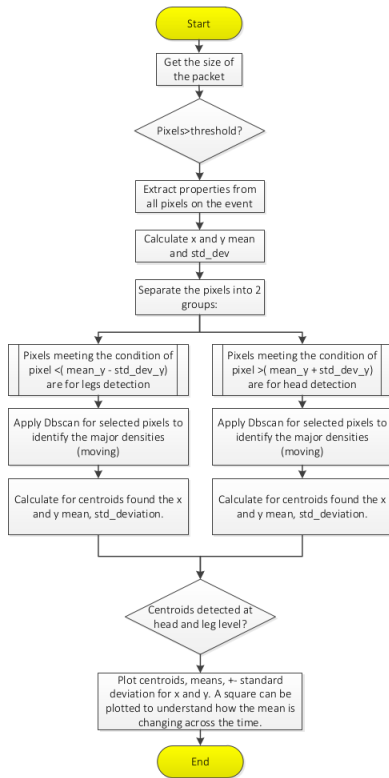 Start
Get the size of
the packet
Pixels>threshold?
Extract properties from
all pixels on the event
Calculate x and y mean
and std_dev
Separate the pixels into 2
groups:
Pixels meeting the condition of
pixel <( mean_y - std_dev_y)
are for legs detection
Apply Dbscan for selected pixels to
identify the major densities
(moving)
Calculate for centroids found the x
and y mean, std_deviation.
Pixels meeting the condition of
pixel >( mean_y + std_dev_y)
are for head detection
Apply Dbscan for selected pixels to
identify the major densities
(moving)
Calculate for centroids found the x
and y mean, std_deviation.
Centroids detected at
head and leg level?
Plot centroids, means, +- standard
deviation for x and y. A square can be
plotted to understand how the mean is
changing across the time.
End